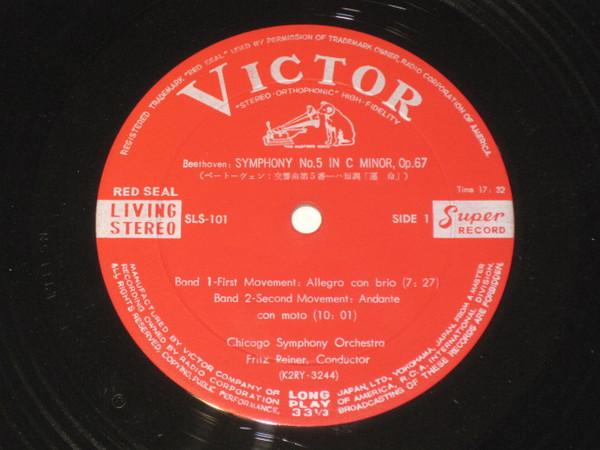 REGISTERED TRADEMARK "RED SEAL" USED BY PERMISSION OF TRADEMARK OWNER, RADIO CORPORATION OF AMERICA.
VICTOR
"STEREO-ORTHOPHONIC" HIGH-FIDELITY
"HIS MASTER'S VOICE"
Beethoven: SYMPHONY No.5 IN C MINOR, Op.67
(ベートーヴェン：交響曲第５番ーハ短調「運 命」)
RED SEAL
Time 17:32
LIVING
STEREO
SLS-101
SIDE 1
Super
RECORD
Band 1-First Movement: Allegro con brio (7:27)
Band 2-Second Movement: Andante
con moto (10:01)
Chicago Symphony Orchestra
Fritz Reiner, Conductor
(K2RY-3244)
LONG
PLAY
33 1/3
MANUFACTURED BY VICTOR COMPANY OF JAPAN, LTD., YOKOHAMA, JAPAN, FROM A MASTER
RECORDING OWNED BY RADIO CORPORATION OF AMERICA, R.C.A. INTERNATIONAL DIVISION.
ALL RIGHTS RESERVED, COPYING, PUBLIC PERFORMANCE, BROADCASTING OF THESE RECORDS ARE FORBIDDEN.